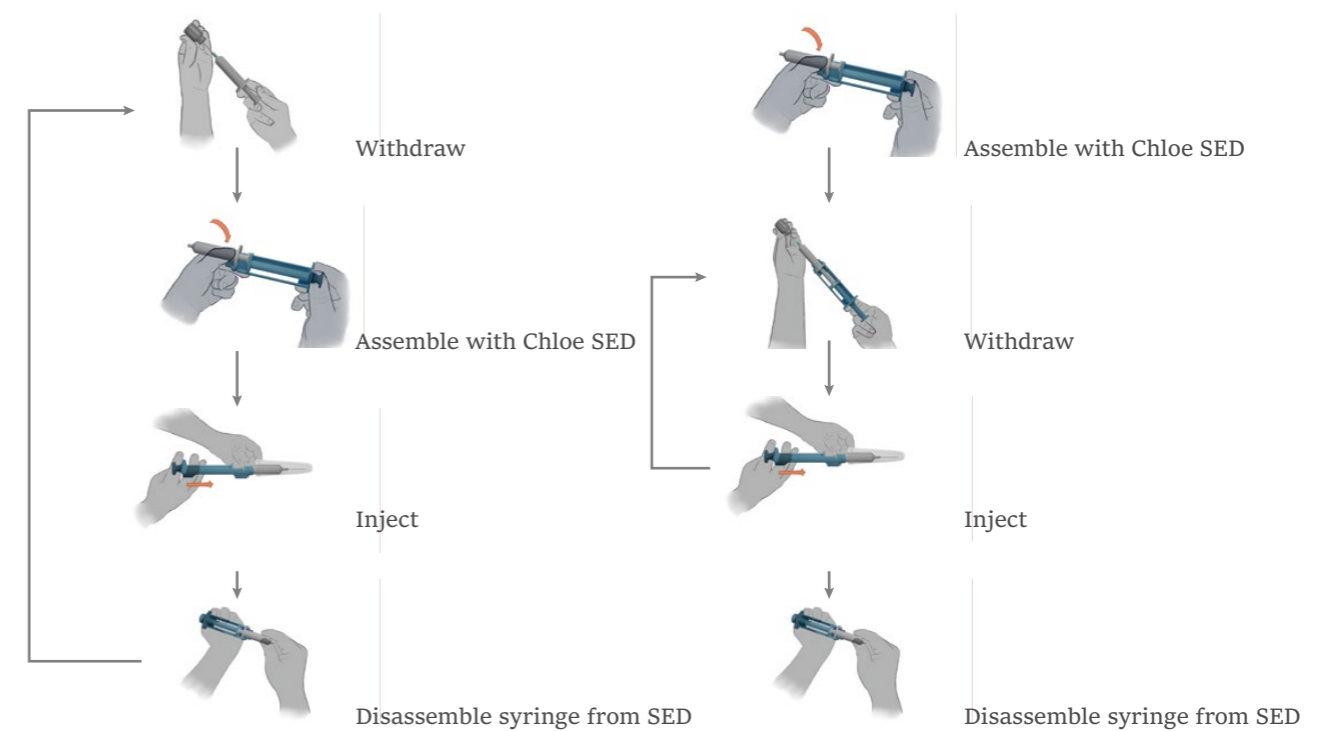 Withdraw
Assemble with Chloe SED
Inject
Disassemble syringe from SED
Assemble with Chloe SED
Withdraw
Inject
Disassemble syringe from SED